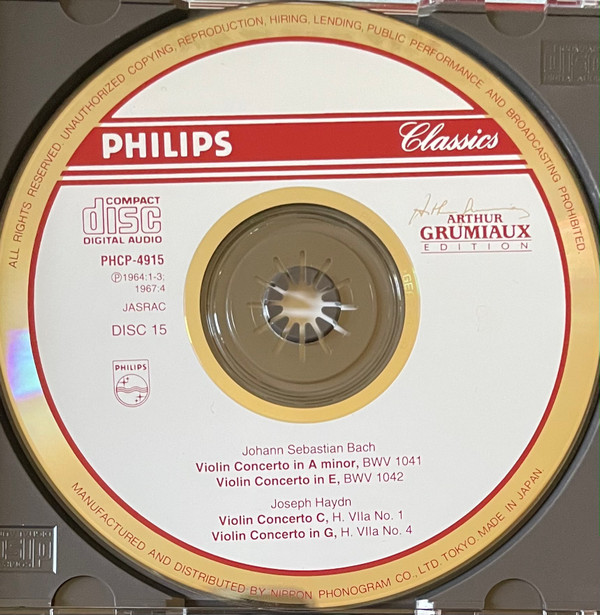 ALL RIGHTS RESERVED. UNAUTHORIZED COPYING, REPRODUCTION, HIRING, LENDING, PUBLIC PERFORMANCE AND BROADCASTING PROHIBITED.
PHILIPS
Classics
COMPACT
disc
DIGITAL AUDIO
ARTHUR
GRUMIAUX
EDITION
PHCP-4915
Ⓟ1964:1-3;
1967:4
JASRAC
DISC 15
PHILIPS
Johann Sebastian Bach
Violin Concerto in A minor, BWV 1041
Violin Concerto in E, BWV 1042
Joseph Haydn
Violin Concerto C, H. VIIa No. 1
Violin Concerto in G, H. VIIa No. 4
MANUFACTURED AND DISTRIBUTED BY NIPPON PHONOGRAM CO., LTD. TOKYO. MADE IN JAPAN.